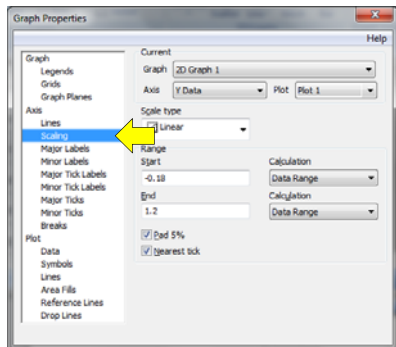 Graph Properties
Help
Graph
Legends
Grids
Graph Planes
Axis
Lines
Scaling
Major Labels
Minor Labels
Major Tick Labels
Minor Tick Labels
Major Ticks
Minor Ticks
Breaks
Plot
Data
Symbols
Lines
Area Fills
Reference Lines
Drop Lines
Current
Graph 2D Graph 1
Axis Y Data Plot Plot 1
Scale type
Linear
Range
Start Calculation
-0.18 Data Range
End Calculation
1.2 Data Range
Pad 5%
Nearest tick